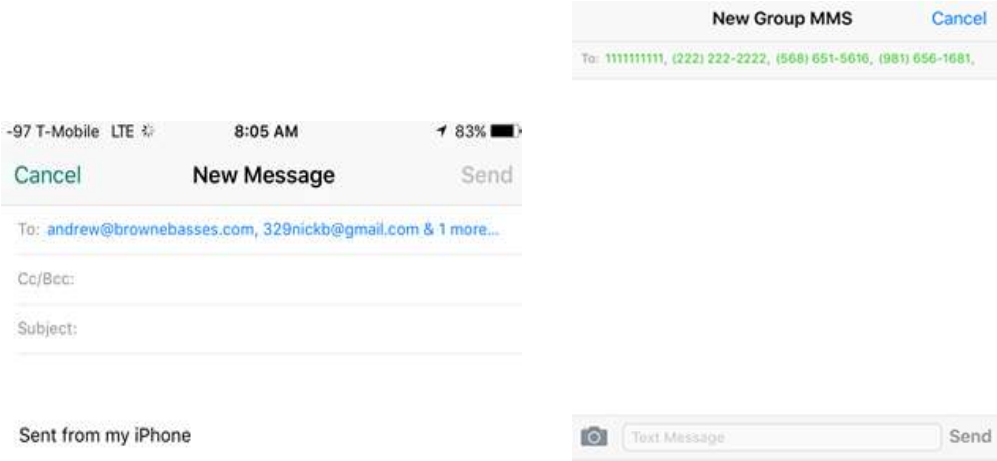 -97 T-Mobile LTE 8:05 AM 83%
Cancel New Message Send
To: andrew@brownebasses.com, 329nickb@gmail.com & 1 more...
Cc/Bcc:
Subject:
Sent from my iPhone
New Group MMS Cancel
To: 1111111111, (222) 222-2222, (568) 651-5616, (981) 656-1681,
Text Message Send